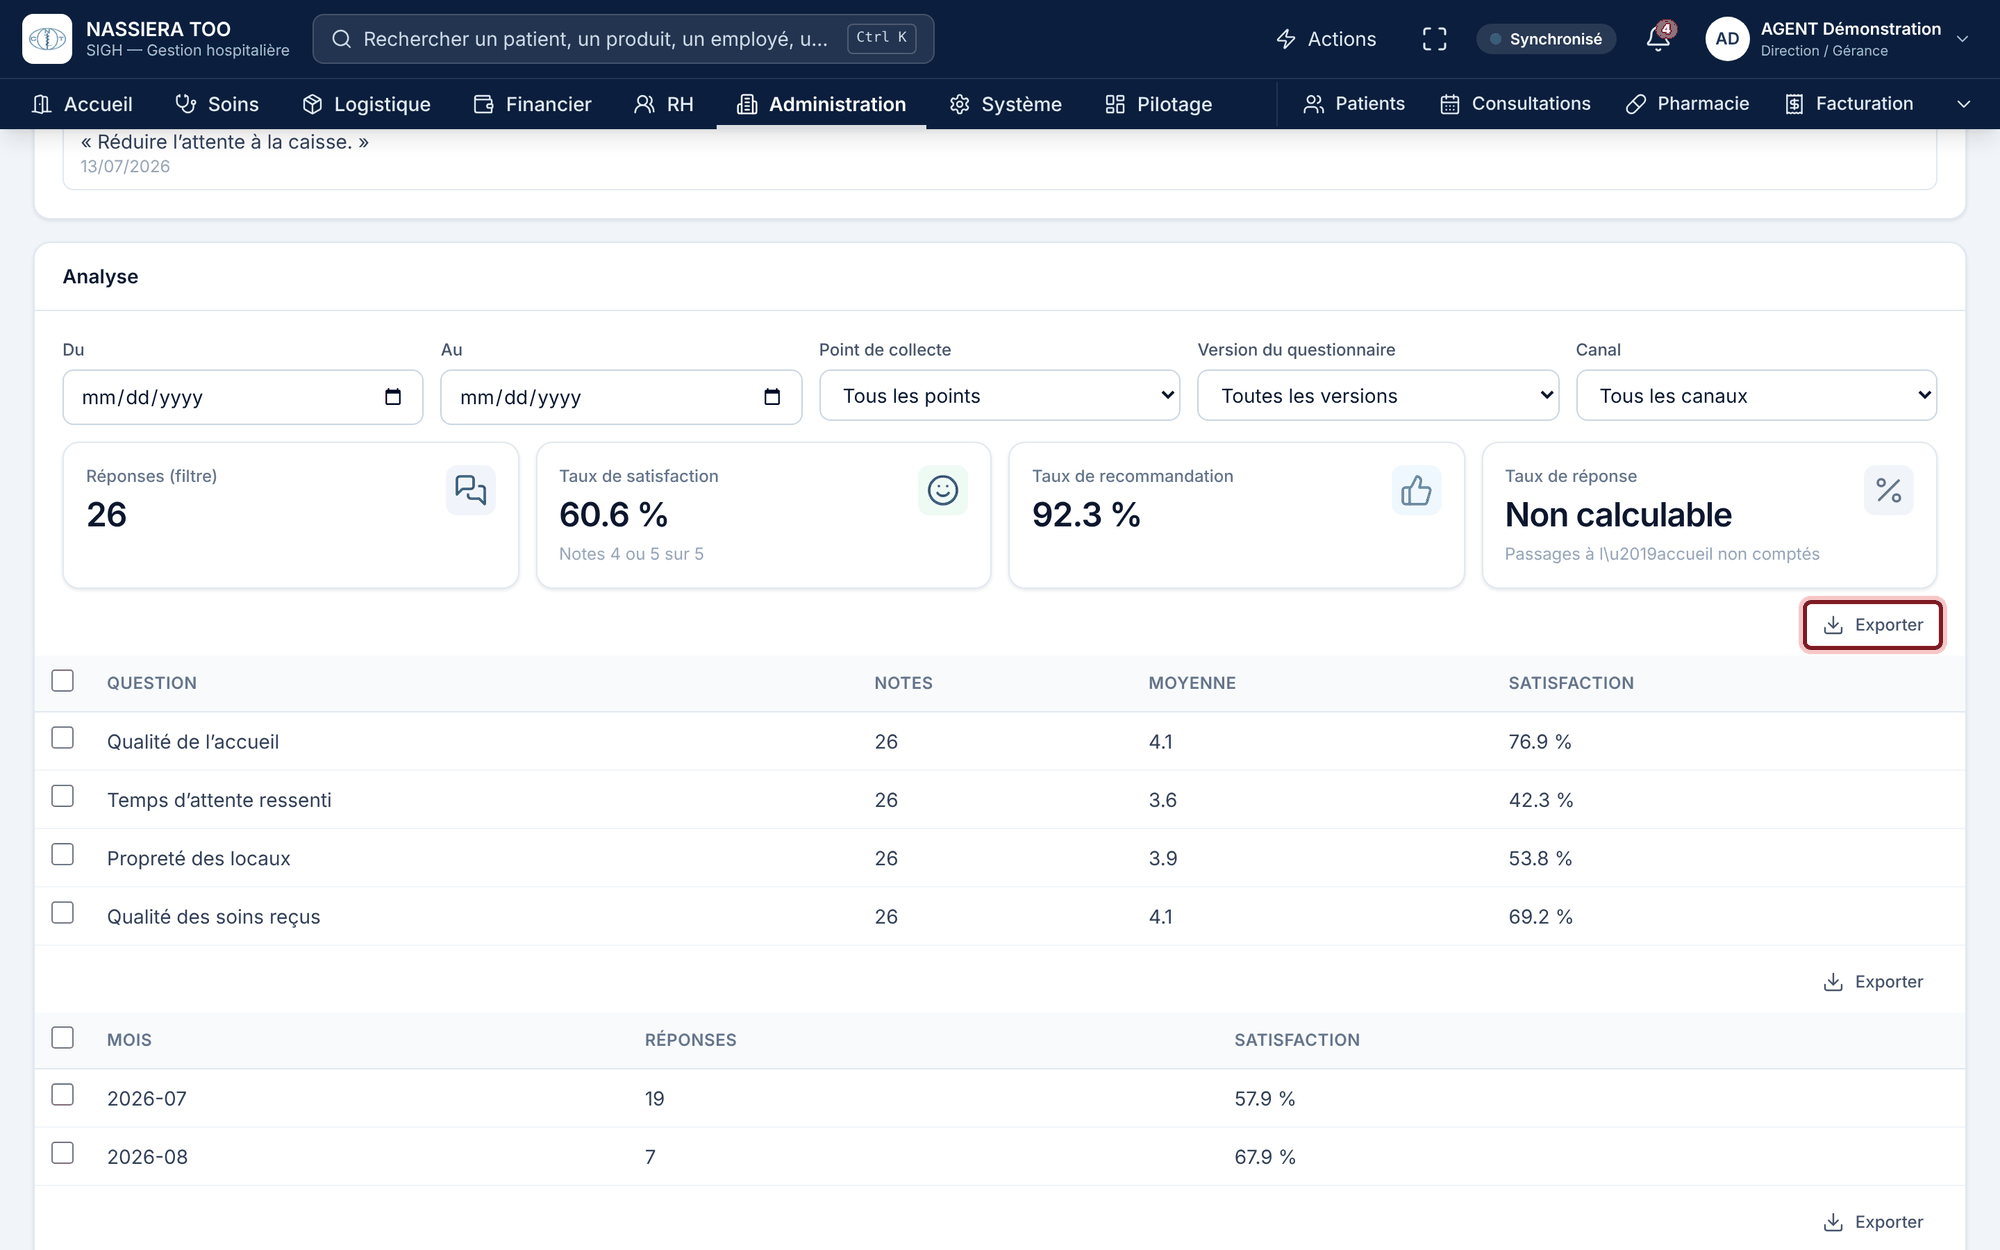 NASSIERA TOO
SIGH — Gestion hospitalière
Rechercher un patient, un produit, un employé, u...
Ctrl K
Actions
Synchronisé
4
AD
AGENT Démonstration
Direction / Gérance
Accueil
Soins
Logistique
Financier
RH
Administration
Système
Pilotage
Patients
Consultations
Pharmacie
Facturation
« Réduire l’attente à la caisse. »
13/07/2026
Analyse
Du
Au
Point de collecte
Version du questionnaire
Canal
mm/dd/yyyy
mm/dd/yyyy
Tous les points
Toutes les versions
Tous les canaux
Réponses (filtre)
26
Taux de satisfaction
60.6 %
Notes 4 ou 5 sur 5
Taux de recommandation
92.3 %
Taux de réponse
Non calculable
Passages à l\u2019accueil non comptés
Exporter
QUESTION NOTES MOYENNE SATISFACTION
Qualité de l’accueil 26 4.1 76.9 %
Temps d’attente ressenti 26 3.6 42.3 %
Propreté des locaux 26 3.9 53.8 %
Qualité des soins reçus 26 4.1 69.2 %
Exporter
MOIS RÉPONSES SATISFACTION
2026-07 19 57.9 %
2026-08 7 67.9 %
Exporter